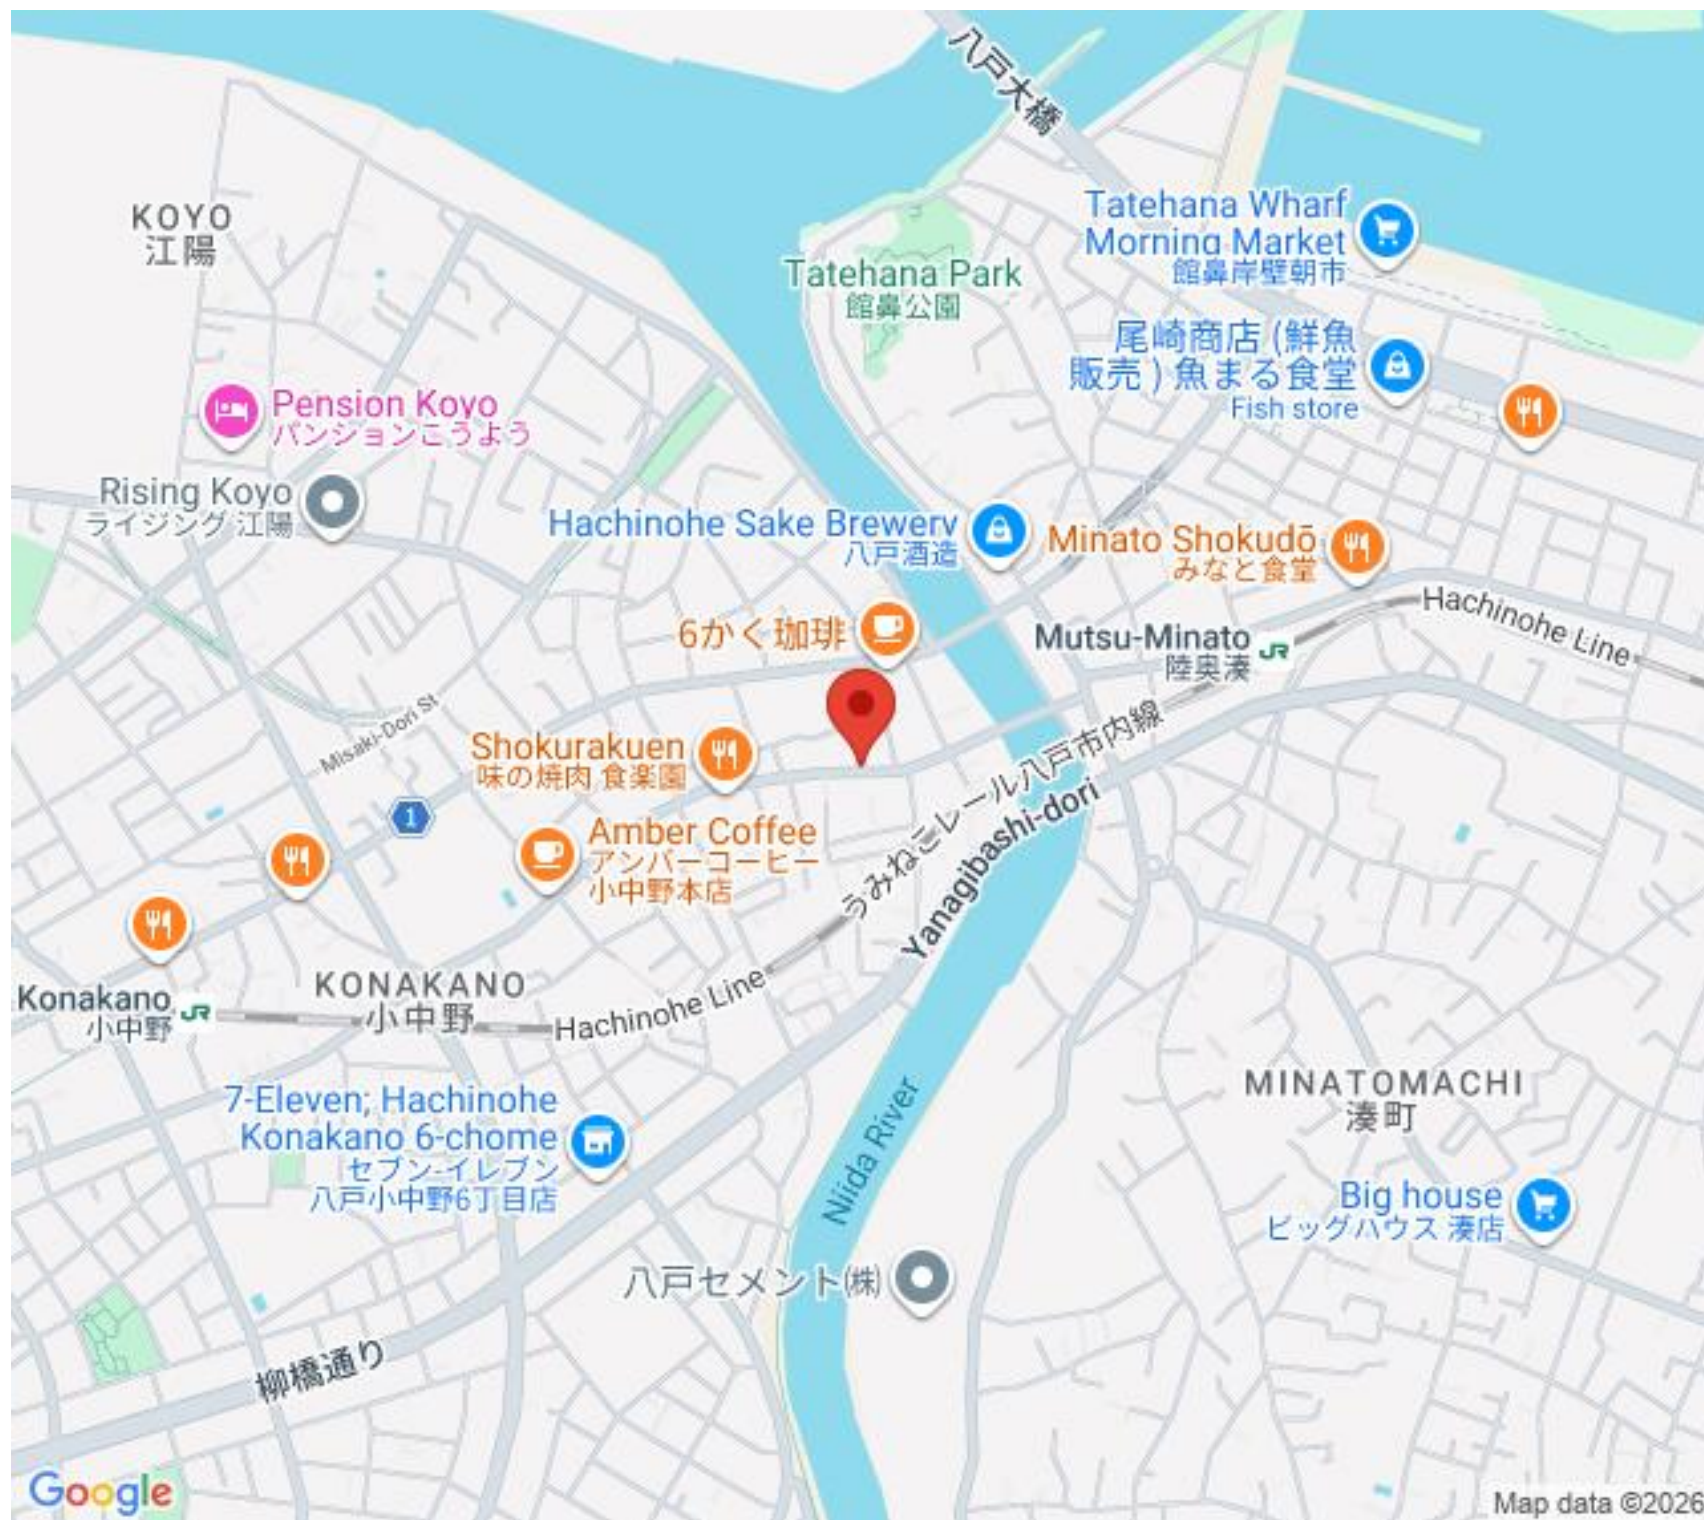 八戸大橋
KOYO
江陽
Tatehana Wharf
Morning Market
館鼻岸壁朝市
Tatehana Park
館鼻公園
尾崎商店 (鮮魚
販売 ) 魚まる食堂
Fish store
Pension Koyo
パンションこうよう
Rising Koyo
ライジング 江陽
Hachinohe Sake Brewery
八戸酒造
Minato Shokudō
みなと食堂
Hachinohe Line
6かく珈琲
Mutsu-Minato
陸奥湊
JR
Misaki-Dori St
Shokurakuen
味の焼肉 食楽園
うみねこレール八戸市内線
Yanagibashi-dori
1
Amber Coffee
アンバーコーヒー
小中野本店
Konakano
小中野
JR
KONAKANO
小中野
Hachinohe Line
7-Eleven; Hachinohe
Konakano 6-chome
セブン-イレブン
八戸小中野6丁目店
Niida River
MINATOMACHI
湊町
Big house
ビッグハウス 湊店
八戸セメント㈱
柳橋通り
Google
Map data ©2026